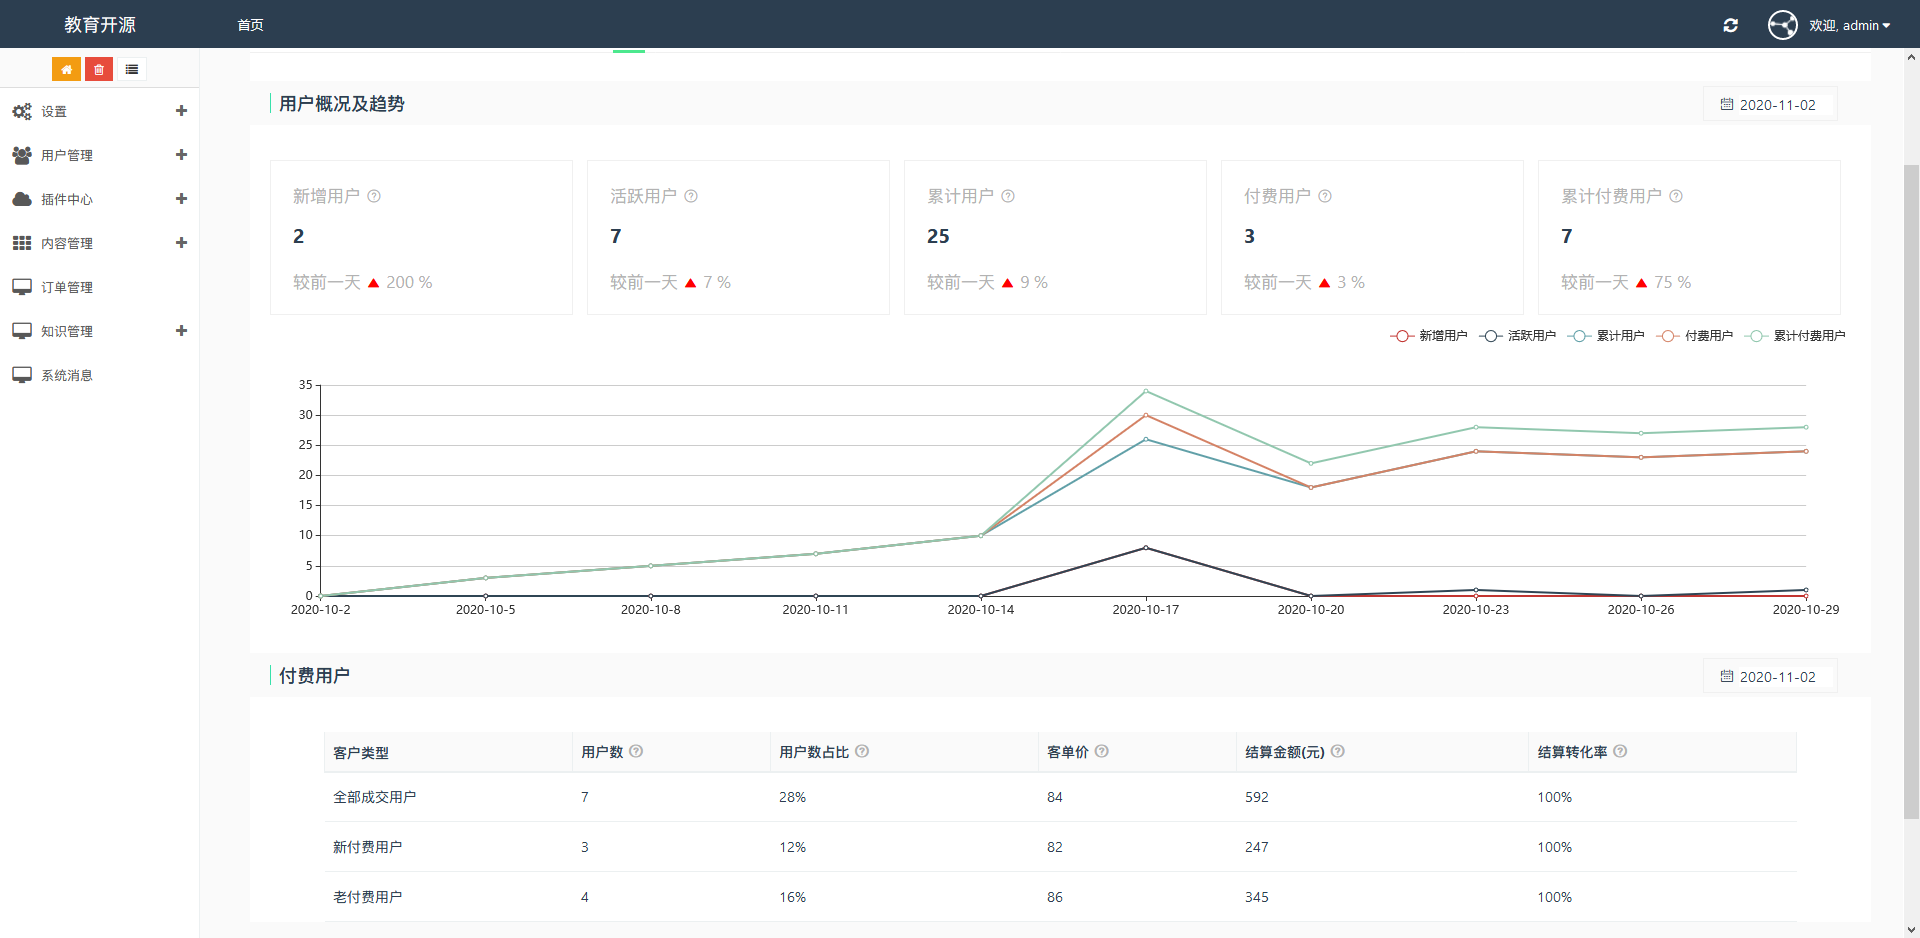 教育开源
首页
欢迎, admin
设置
用户管理
插件中心
内容管理
订单管理
知识管理
系统消息
用户概况及趋势
2020-11-02
新增用户
2
较前一天 200 %
活跃用户
7
较前一天 7 %
累计用户
25
较前一天 9 %
付费用户
3
较前一天 3 %
累计付费用户
7
较前一天 75 %
新增用户 活跃用户 累计用户 付费用户 累计付费用户
35
30
25
20
15
10
5
0
2020-10-2 2020-10-5 2020-10-8 2020-10-11 2020-10-14 2020-10-17 2020-10-20 2020-10-23 2020-10-26 2020-10-29
付费用户
2020-11-02
客户类型 用户数 用户数占比 客单价 结算金额(元) 结算转化率
全部成交用户 7 28% 84 592 100%
新付费用户 3 12% 82 247 100%
老付费用户 4 16% 86 345 100%